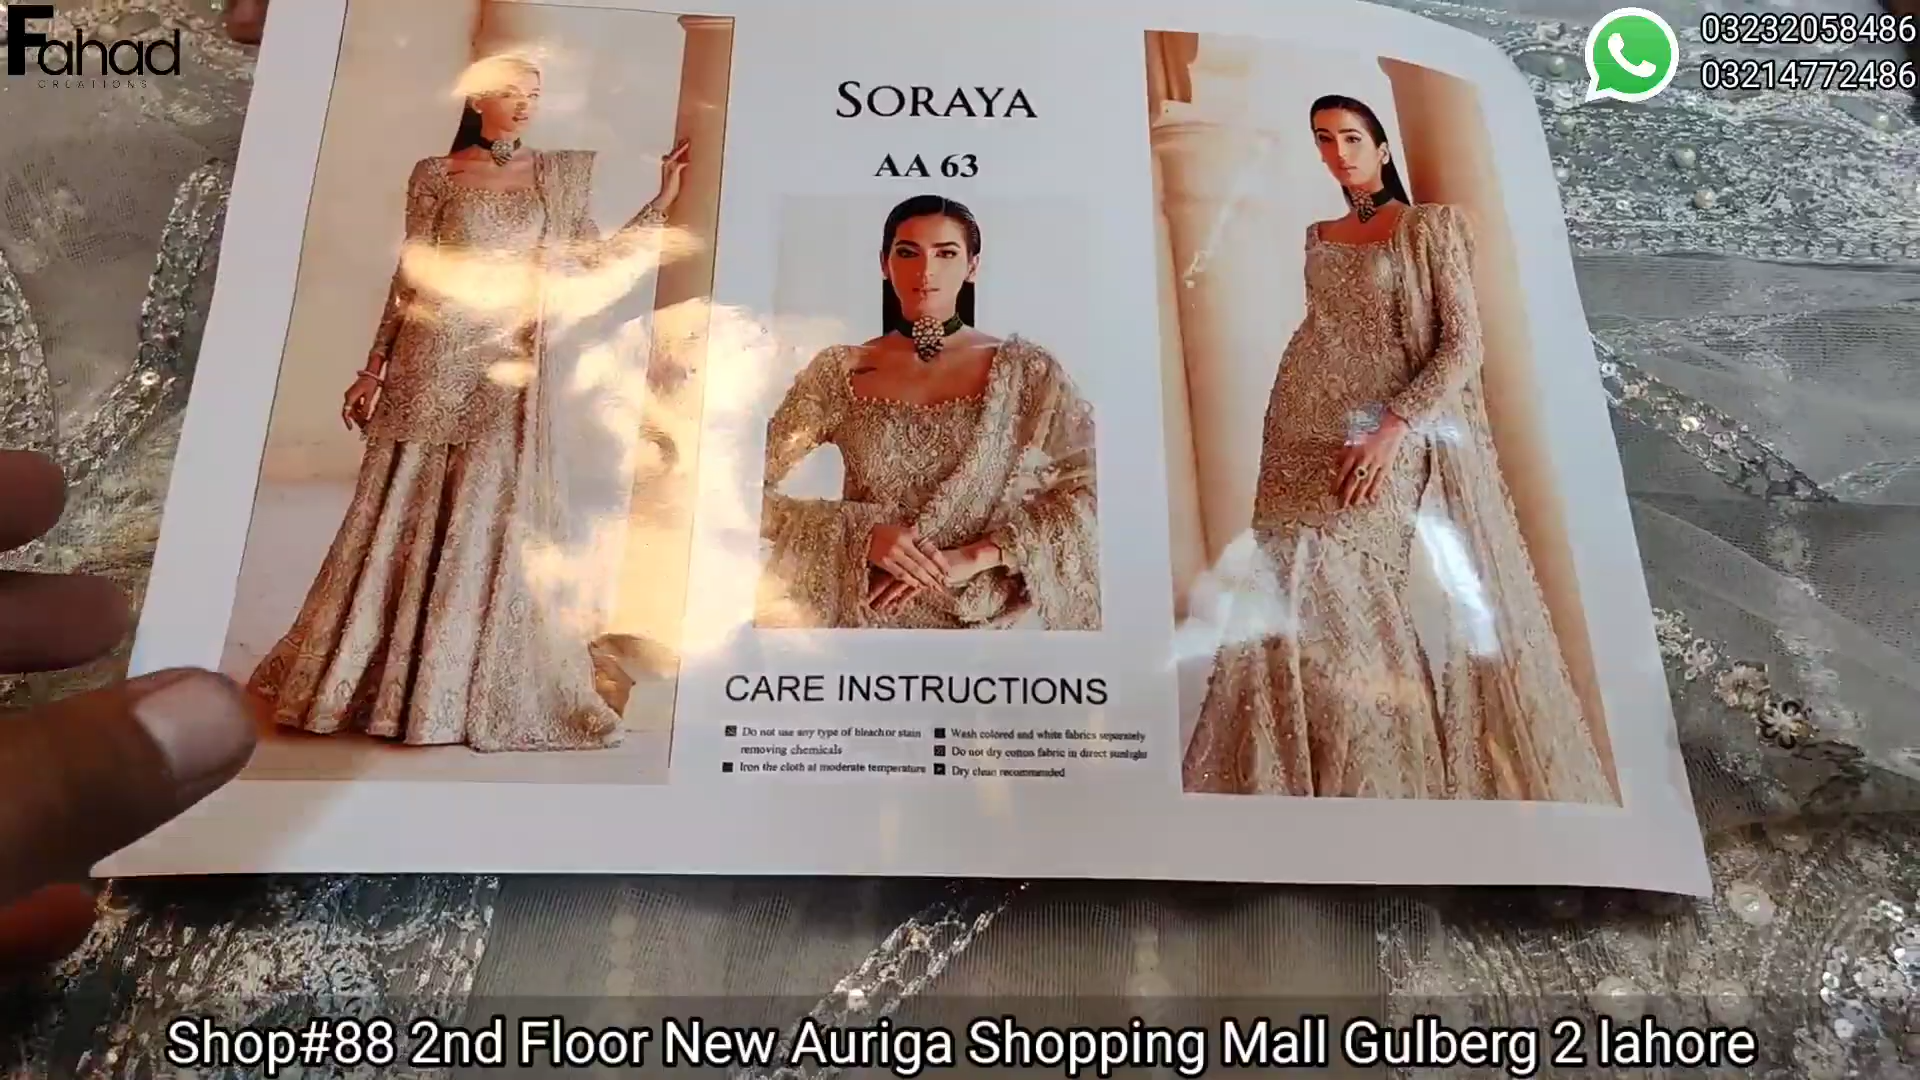 Fahad
CREATIONS
03232058486
03214772486
SORAYA
AA 63
CARE INSTRUCTIONS
Do not use any type of bleach or stain
removing chemicals
Iron the cloth at moderate temperature
Wash colored and white fabrics separately
Do not dry cotton fabric in direct sunlight
Dry clean recommended
Shop#88 2nd Floor New Auriga Shopping Mall Gulberg 2 lahore